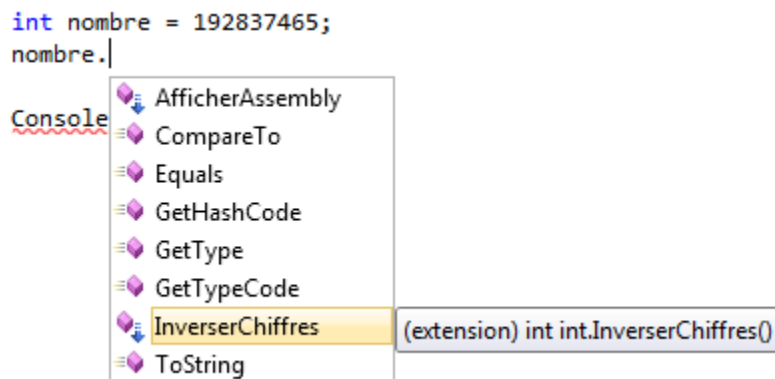 int nombre = 192837465;
nombre.
AfficherAssembly
Console
CompareTo
Equals
GetHashCode
GetType
GetTypeCode
InverserChiffres
(extension) int int.InverserChiffres()
ToString